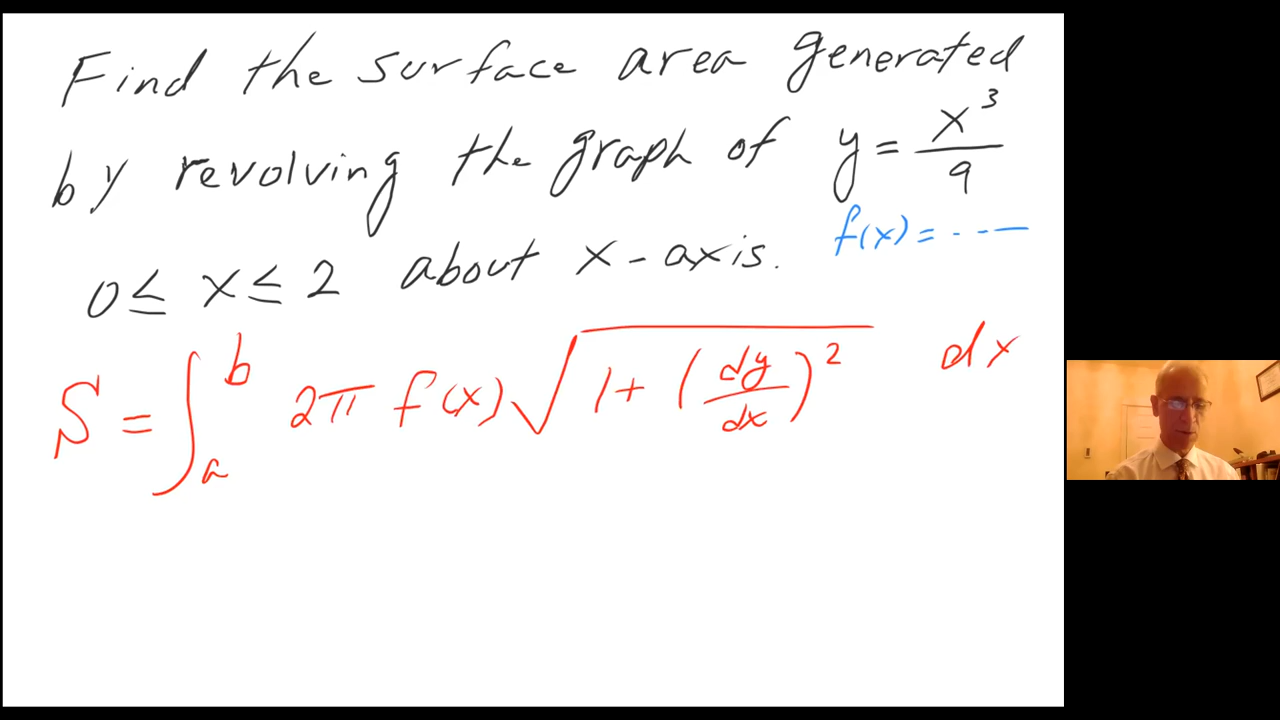 Find the surface area generated
by revolving the graph of y = x³/9
f(x) = - - —
0 ≤ x ≤ 2 about x-axis.
S = ∫_a^b 2π f(x) √(1 + (dy/dx)²) dx